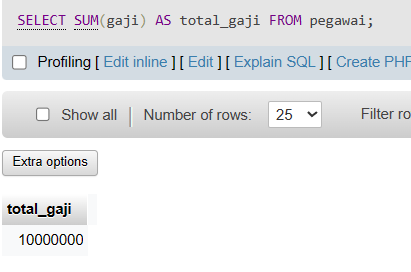 SELECT SUM(gaji) AS total_gaji FROM pegawai;
Profiling [ Edit inline ] [ Edit ] [ Explain SQL ] [ Create PHP
Show all Number of rows: 25 Filter ro
Extra options
total_gaji
10000000